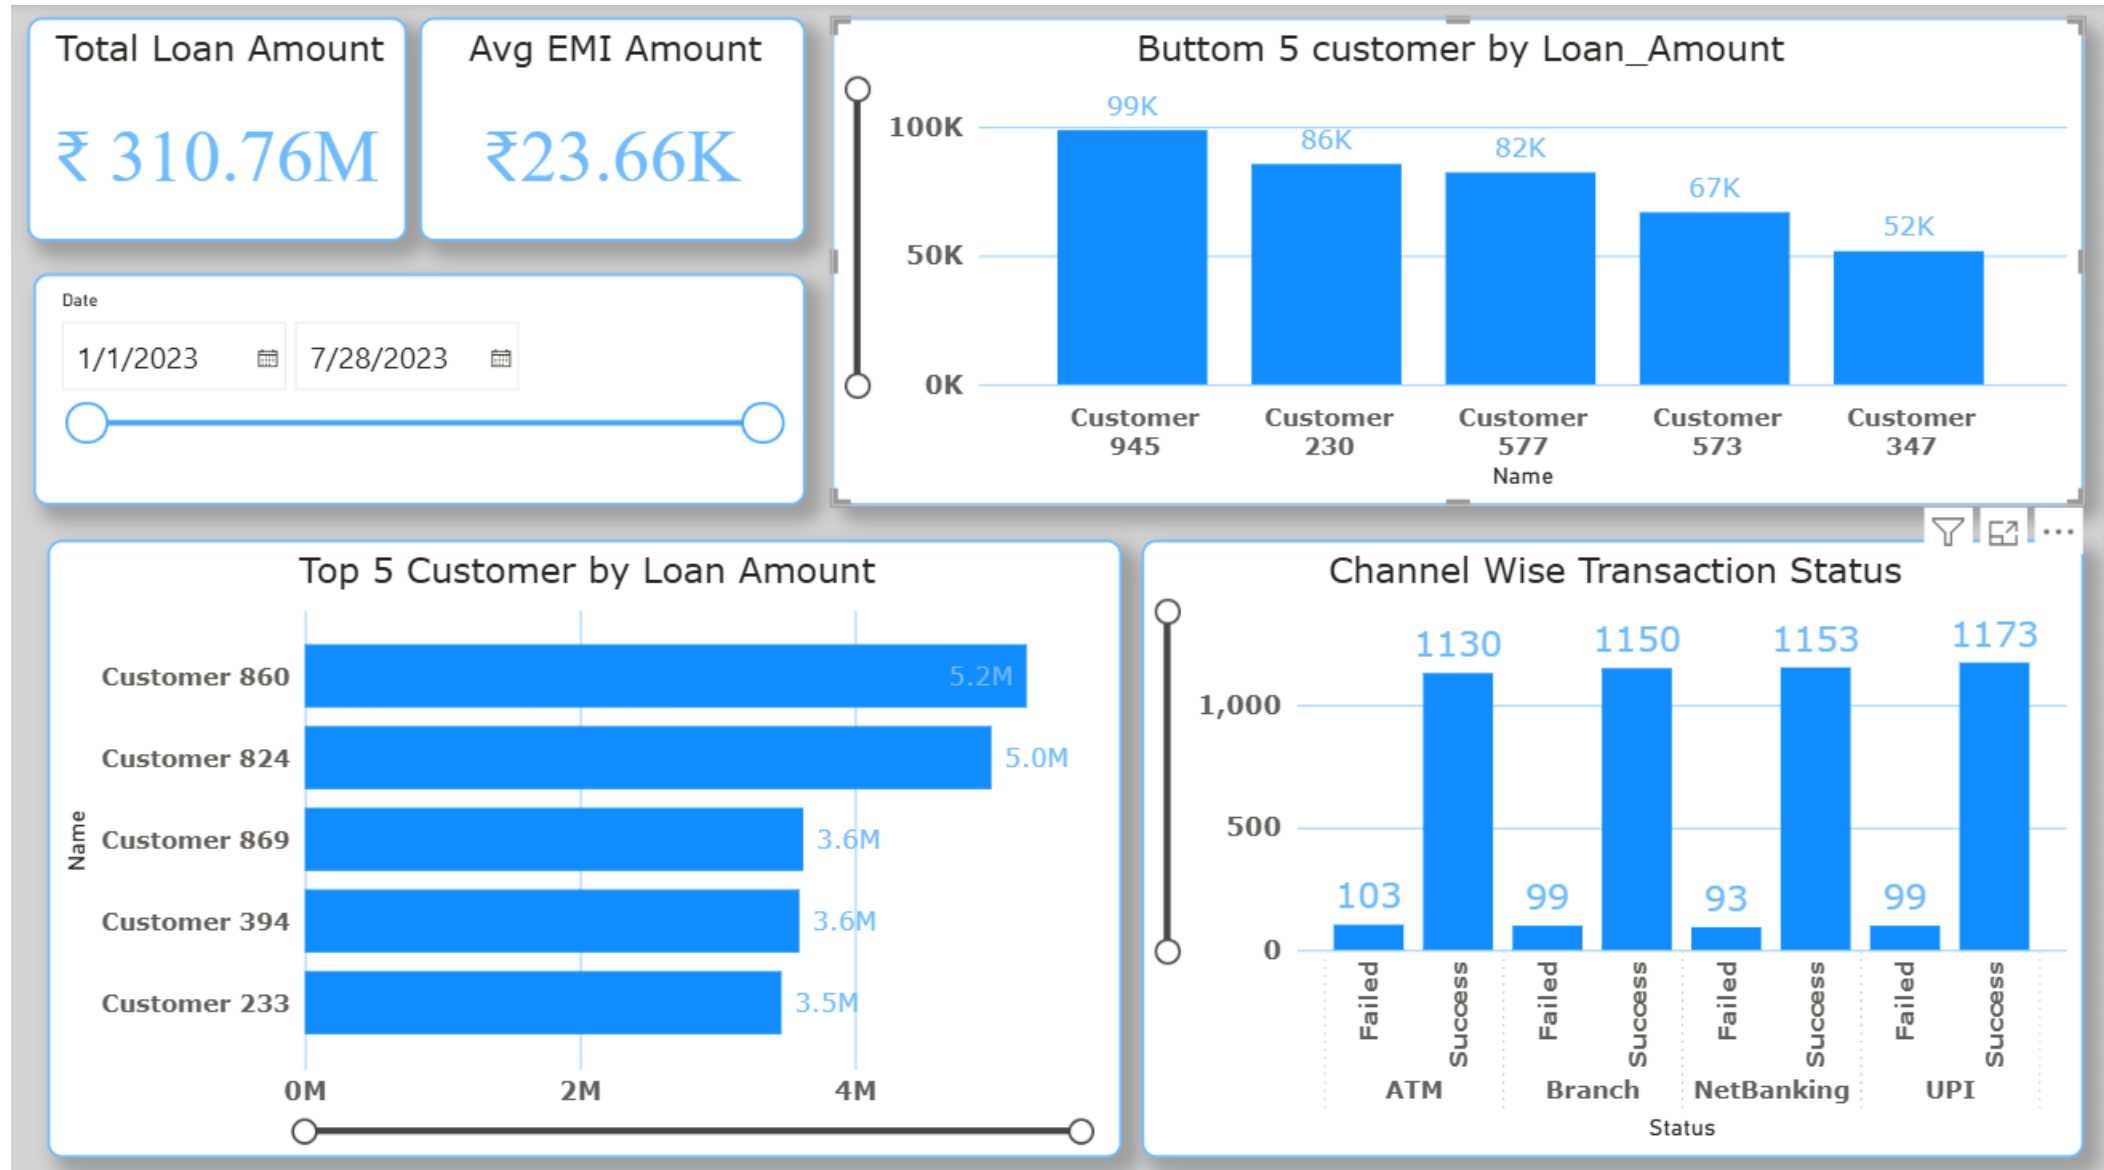 Total Loan Amount
₹ 310.76M
Avg EMI Amount
₹23.66K
Date
1/1/2023
7/28/2023
Buttom 5 customer by Loan_Amount
100K
50K
0K
99K
86K
82K
67K
52K
Customer 945
Customer 230
Customer 577
Customer 573
Customer 347
Name
Top 5 Customer by Loan Amount
Name
Customer 860
5.2M
Customer 824
5.0M
Customer 869
3.6M
Customer 394
3.6M
Customer 233
3.5M
0M
2M
4M
Channel Wise Transaction Status
1,000
500
0
103
1130
99
1150
93
1153
99
1173
Failed
Success
Failed
Success
Failed
Success
Failed
Success
ATM
Branch
NetBanking
UPI
Status